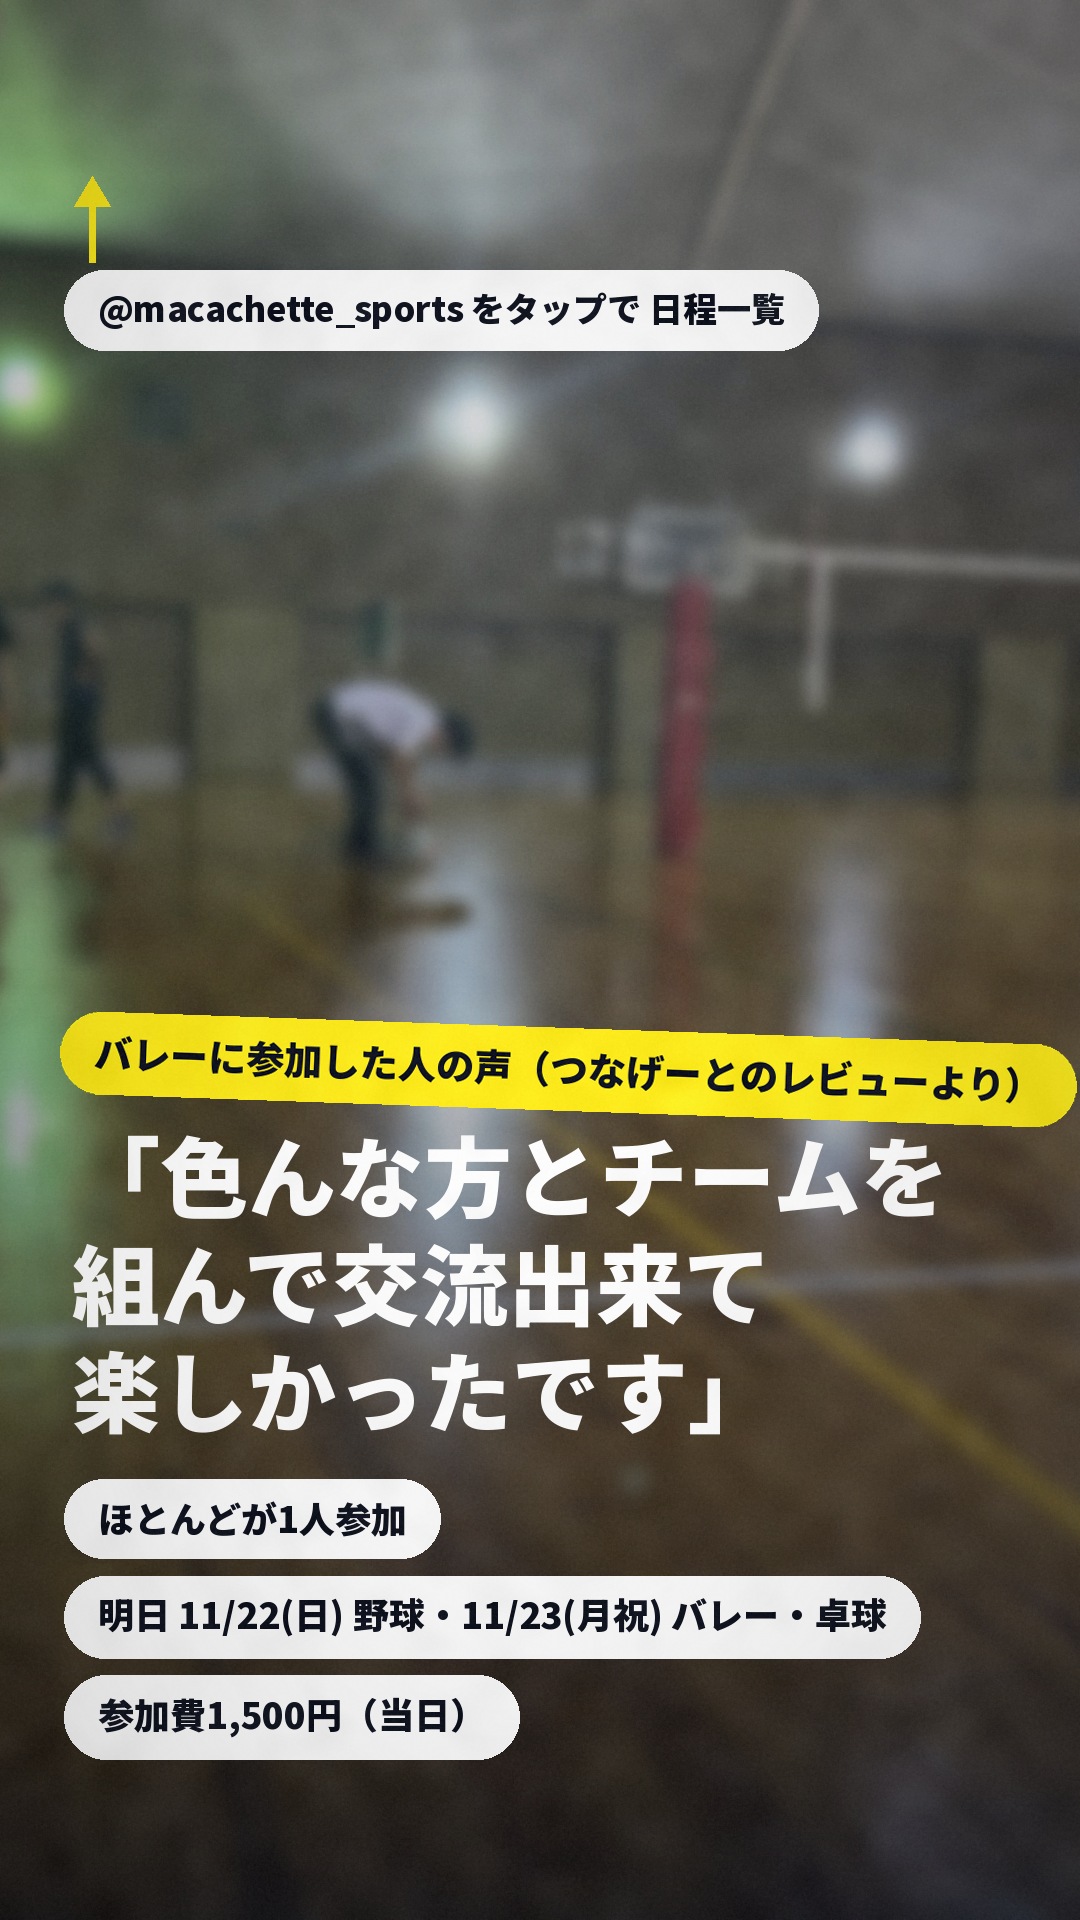 @macachette_sports をタップで 日程一覧
バレーに参加した人の声（つなげーとのレビューより）
「色んな方とチームを
組んで交流出来て
楽しかったです」
ほとんどが1人参加
明日 11/22(日) 野球・11/23(月祝) バレー・卓球
参加費1,500円（当日）